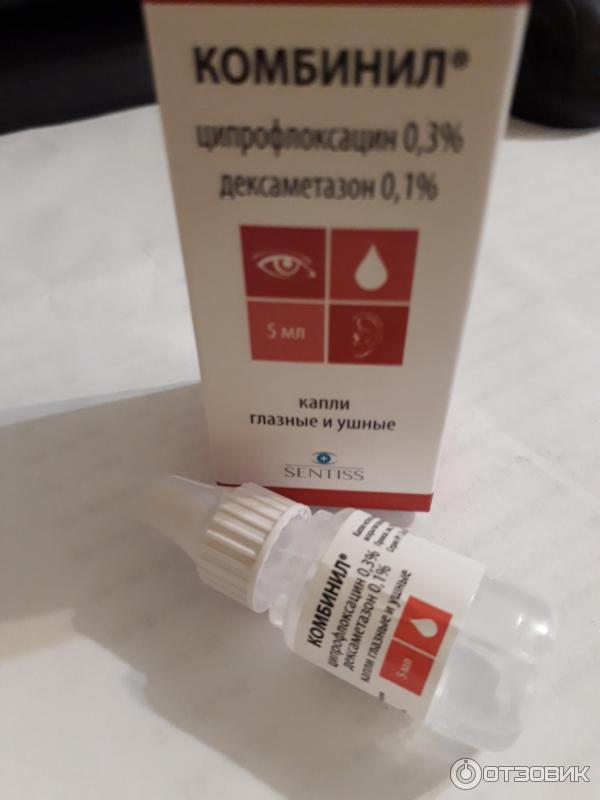 КОМБИНИЛ®
ципрофлоксацин 0,3%
дексаметазон 0,1%
5 мл
капли
глазные и ушные
SENTISS
КОМБИНИЛ®
ципрофлоксацин 0,3%
дексаметазон 0,1%
капли глазные и ушные
5 мл
ОТЗОВИК